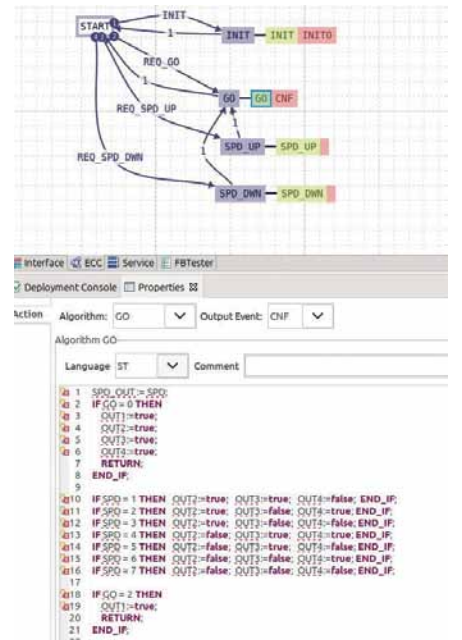 START
INIT
1
INIT INIT INITO
REQ_GO
1
GO GO CNF
REQ_SPD_UP
1
SPD_UP SPD_UP
REQ_SPD_DWN
1
SPD_DWN SPD_DWN
Interface ECC Service FBTester
Deployment Console Properties
Action
Algorithm: GO Output Event: CNF
Algorithm GO
Language ST Comment
1 SPD_OUT := SPD;
2 IF GO = 0 THEN
3 OUT1:=true;
4 OUT2:=true;
5 OUT3:=true;
6 OUT4:=true;
7 RETURN;
8 END_IF;
9
10 IF SPD = 1 THEN OUT2:=true; OUT3:=true; OUT4:=false; END_IF;
11 IF SPD = 2 THEN OUT2:=true; OUT3:=false; OUT4:=true; END_IF;
12 IF SPD = 3 THEN OUT2:=true; OUT3:=false; OUT4:=false; END_IF;
13 IF SPD = 4 THEN OUT2:=false; OUT3:=true; OUT4:=true; END_IF;
14 IF SPD = 5 THEN OUT2:=false; OUT3:=true; OUT4:=false; END_IF;
15 IF SPD = 6 THEN OUT2:=false; OUT3:=false; OUT4:=true; END_IF;
16 IF SPD = 7 THEN OUT2:=false; OUT3:=false; OUT4:=false; END_IF;
17
18 IF GO = 2 THEN
19 OUT1:=true;
20 RETURN;
21 END_IF;